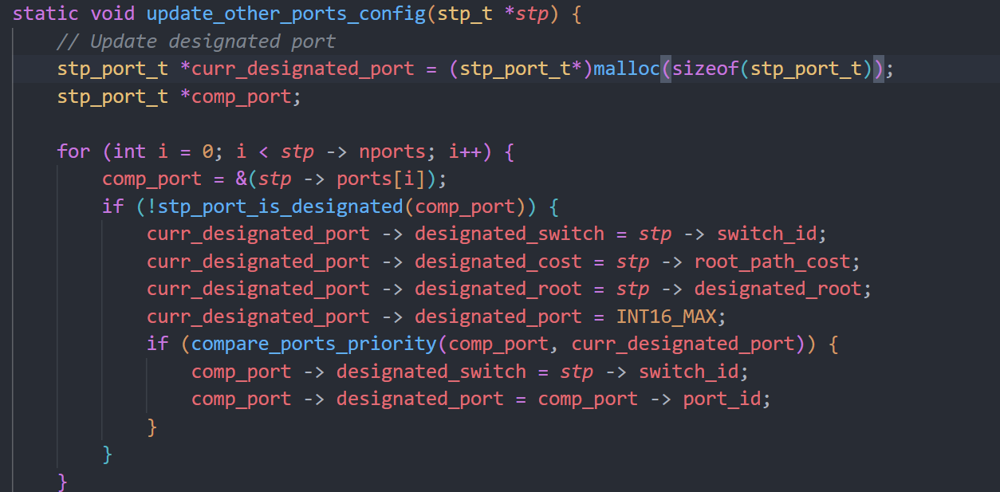 static void update_other_ports_config(stp_t *stp) {
    // Update designated port
    stp_port_t *curr_designated_port = (stp_port_t*)malloc(sizeof(stp_port_t));
    stp_port_t *comp_port;

    for (int i = 0; i < stp -> nports; i++) {
        comp_port = &(stp -> ports[i]);
        if (!stp_port_is_designated(comp_port)) {
            curr_designated_port -> designated_switch = stp -> switch_id;
            curr_designated_port -> designated_cost = stp -> root_path_cost;
            curr_designated_port -> designated_root = stp -> designated_root;
            curr_designated_port -> designated_port = INT16_MAX;
            if (compare_ports_priority(comp_port, curr_designated_port)) {
                comp_port -> designated_switch = stp -> switch_id;
                comp_port -> designated_port = comp_port -> port_id;
            }
        }
    }